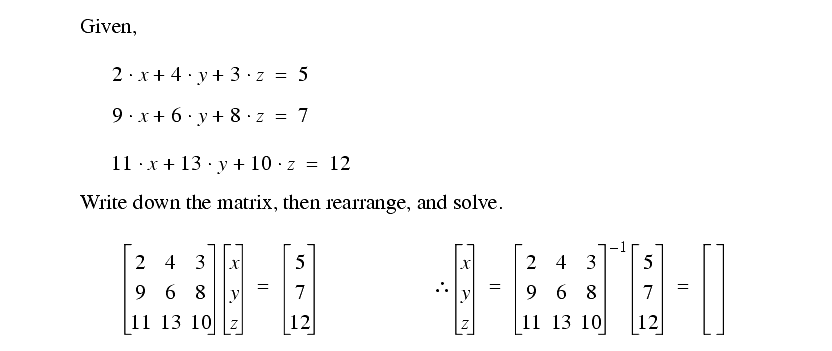 Given,
2 · x + 4 · y + 3 · z = 5
9 · x + 6 · y + 8 · z = 7
11 · x + 13 · y + 10 · z = 12
Write down the matrix, then rearrange, and solve.
[2 4 3] [x] [5] [x] [2 4 3]−1 [5] [ ]
[9 6 8] [y] = [7] ∴ [y] = [9 6 8] [7] = [ ]
[11 13 10] [z] [12] [z] [11 13 10] [12] [ ]